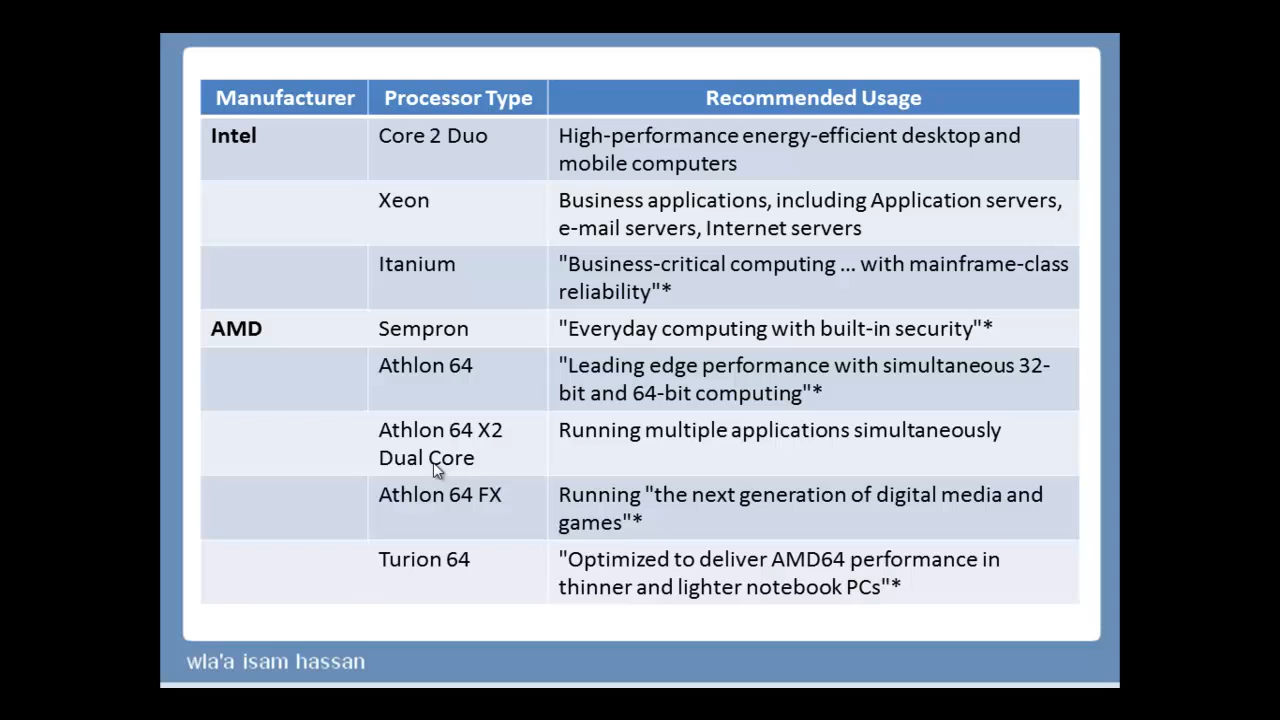 Manufacturer Processor Type Recommended Usage
Intel Core 2 Duo High-performance energy-efficient desktop and
mobile computers
Xeon Business applications, including Application servers,
e-mail servers, Internet servers
Itanium "Business-critical computing ... with mainframe-class
reliability"*
AMD Sempron "Everyday computing with built-in security"*
Athlon 64 "Leading edge performance with simultaneous 32-
bit and 64-bit computing"*
Athlon 64 X2 Running multiple applications simultaneously
Dual Core
Athlon 64 FX Running "the next generation of digital media and
games"*
Turion 64 "Optimized to deliver AMD64 performance in
thinner and lighter notebook PCs"*
wla'a isam hassan